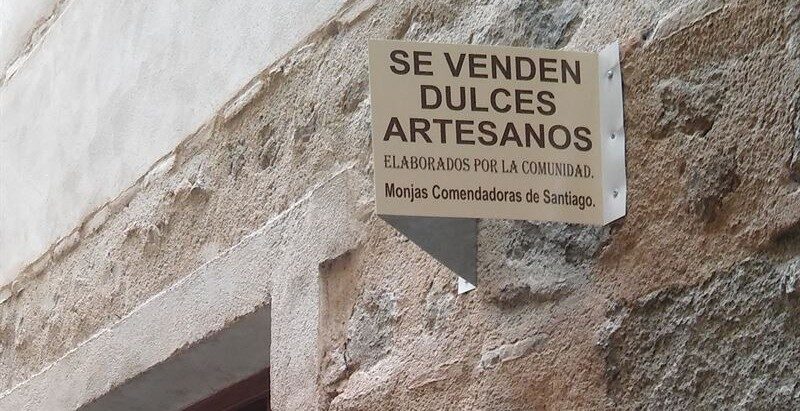 SE VENDEN
DULCES
ARTESANOS
ELABORADOS POR LA COMUNIDAD.
Monjas Comendadoras de Santiago.